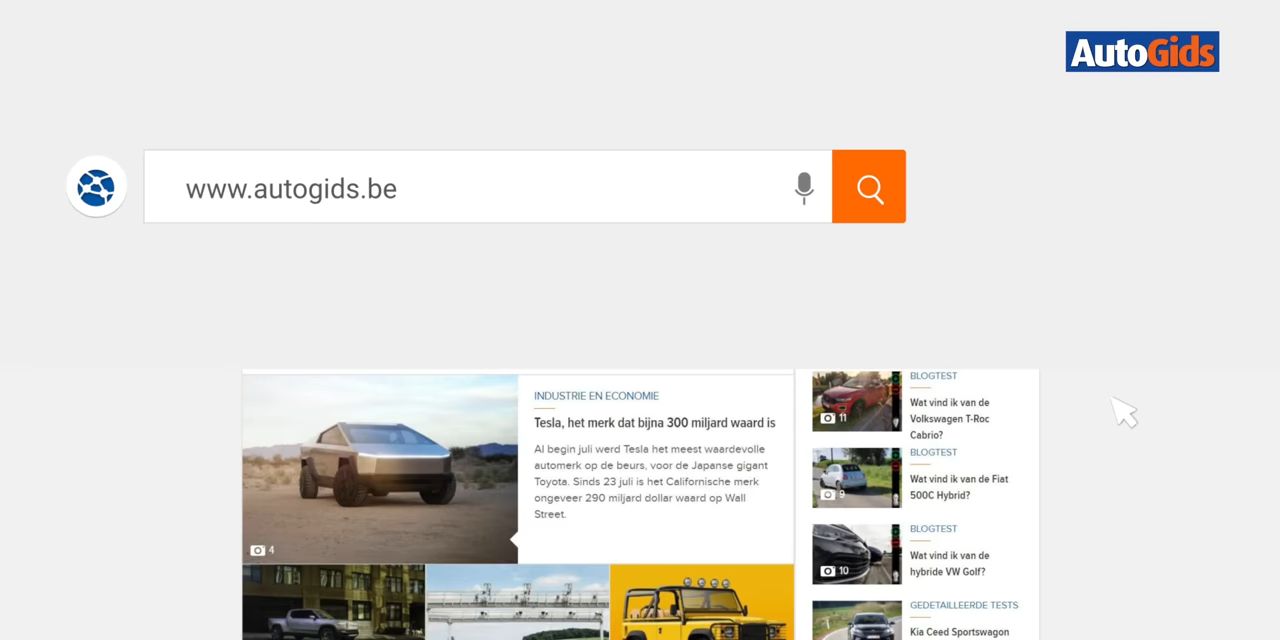 AutoGids
www.autogids.be
INDUSTRIE EN ECONOMIE
Tesla, het merk dat bijna 300 miljard waard is
Al begin juli werd Tesla het meest waardevolle
automerk op de beurs, voor de Japanse gigant
Toyota. Sinds 23 juli is het Californische merk
ongeveer 290 miljard dollar waard op Wall
Street.
4
BLOGTEST
Wat vind ik van de
Volkswagen T-Roc
Cabrio?
11
BLOGTEST
Wat vind ik van de Fiat
500C Hybrid?
9
BLOGTEST
Wat vind ik van de
hybride VW Golf?
10
GEDETAILLEERDE TESTS
Kia Ceed Sportswagon